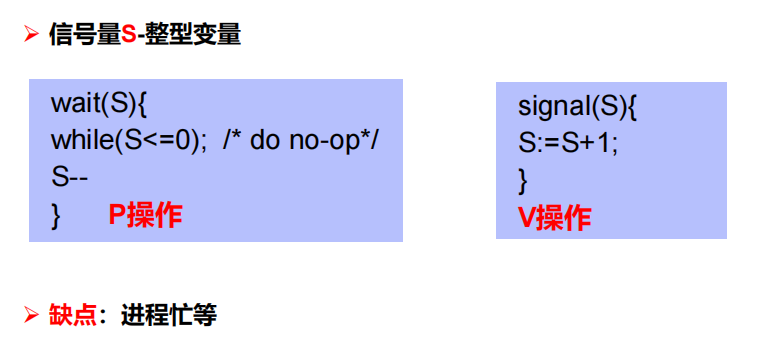 ➢ 信号量S-整型变量
wait(S){
while(S<=0);  /* do no-op*/
S--
}
P操作
signal(S){
S:=S+1;
}
V操作
➢ 缺点：进程忙等